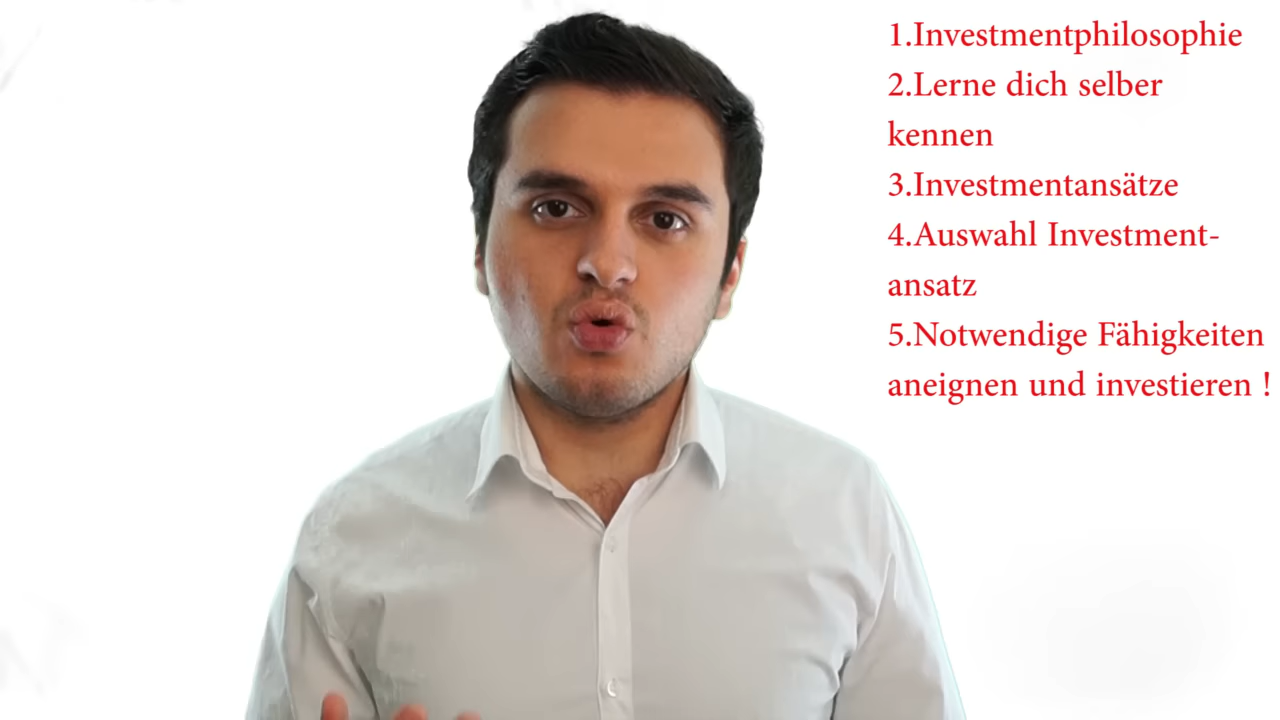 1.Investmentphilosophie
2.Lerne dich selber
kennen
3.Investmentansätze
4.Auswahl Investment-
ansatz
5.Notwendige Fähigkeiten
aneignen und investieren !